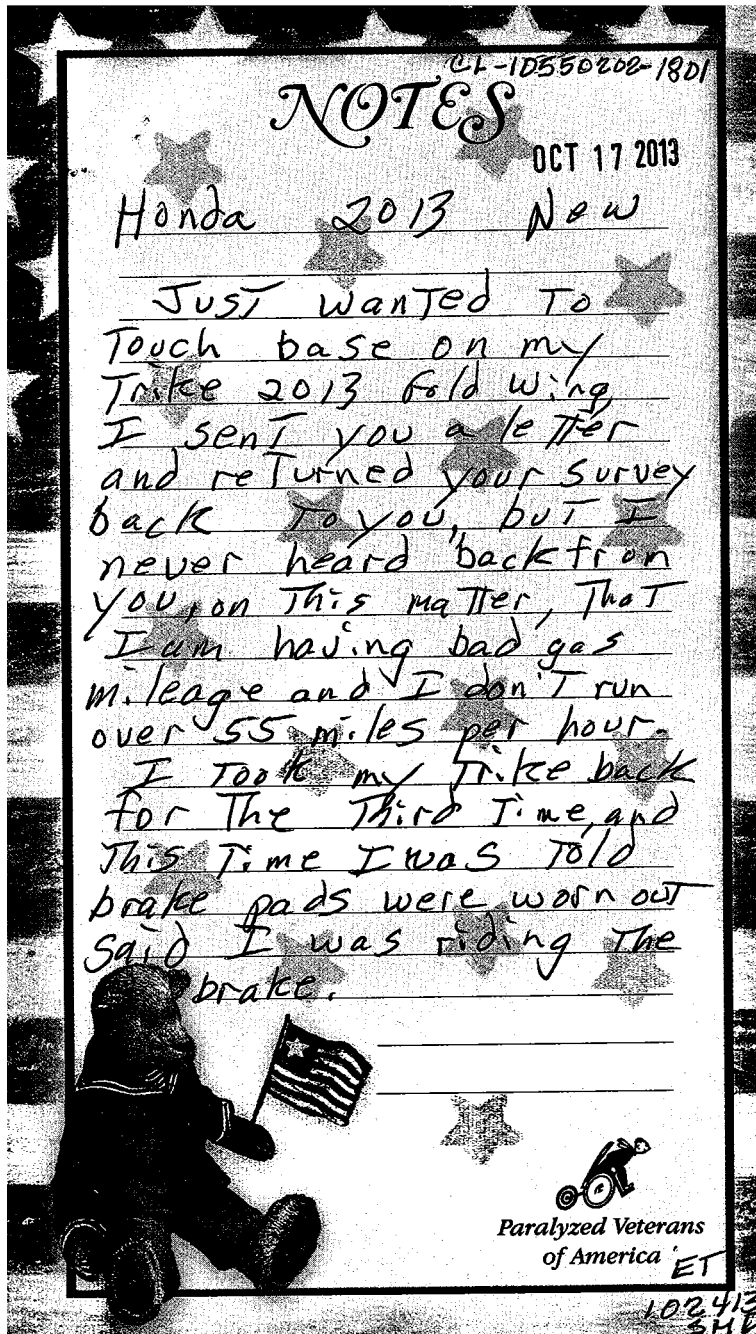 CL-10550202-1801
NOTES
OCT 17 2013
Honda 2013 New
Just wanted To
Touch base on my
Trike 2013 Gold Wing
I sent you a letter
and returned your survey
back To you, but I
never heard back from
you, on This matter, That
I am having bad gas
mileage and I don't run
over 55 miles per hour.
I Took my Trike back
for The Third Time, and
This Time I was Told
brake pads were worn out
said I was riding The
brake.
Paralyzed Veterans
of America
ET
102413